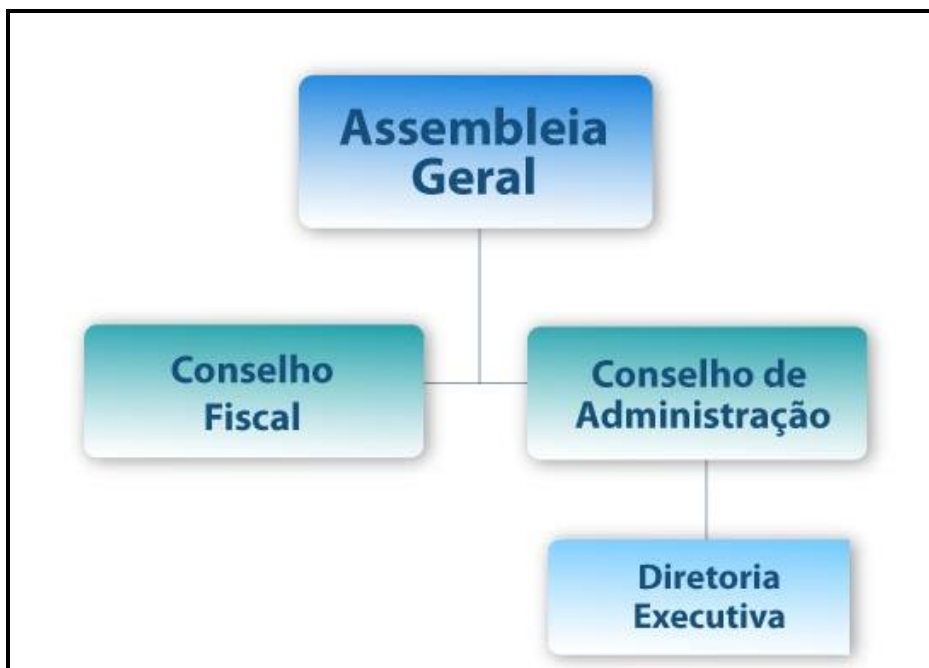 Assembleia
Geral
Conselho
Fiscal
Conselho de
Administração
Diretoria
Executiva